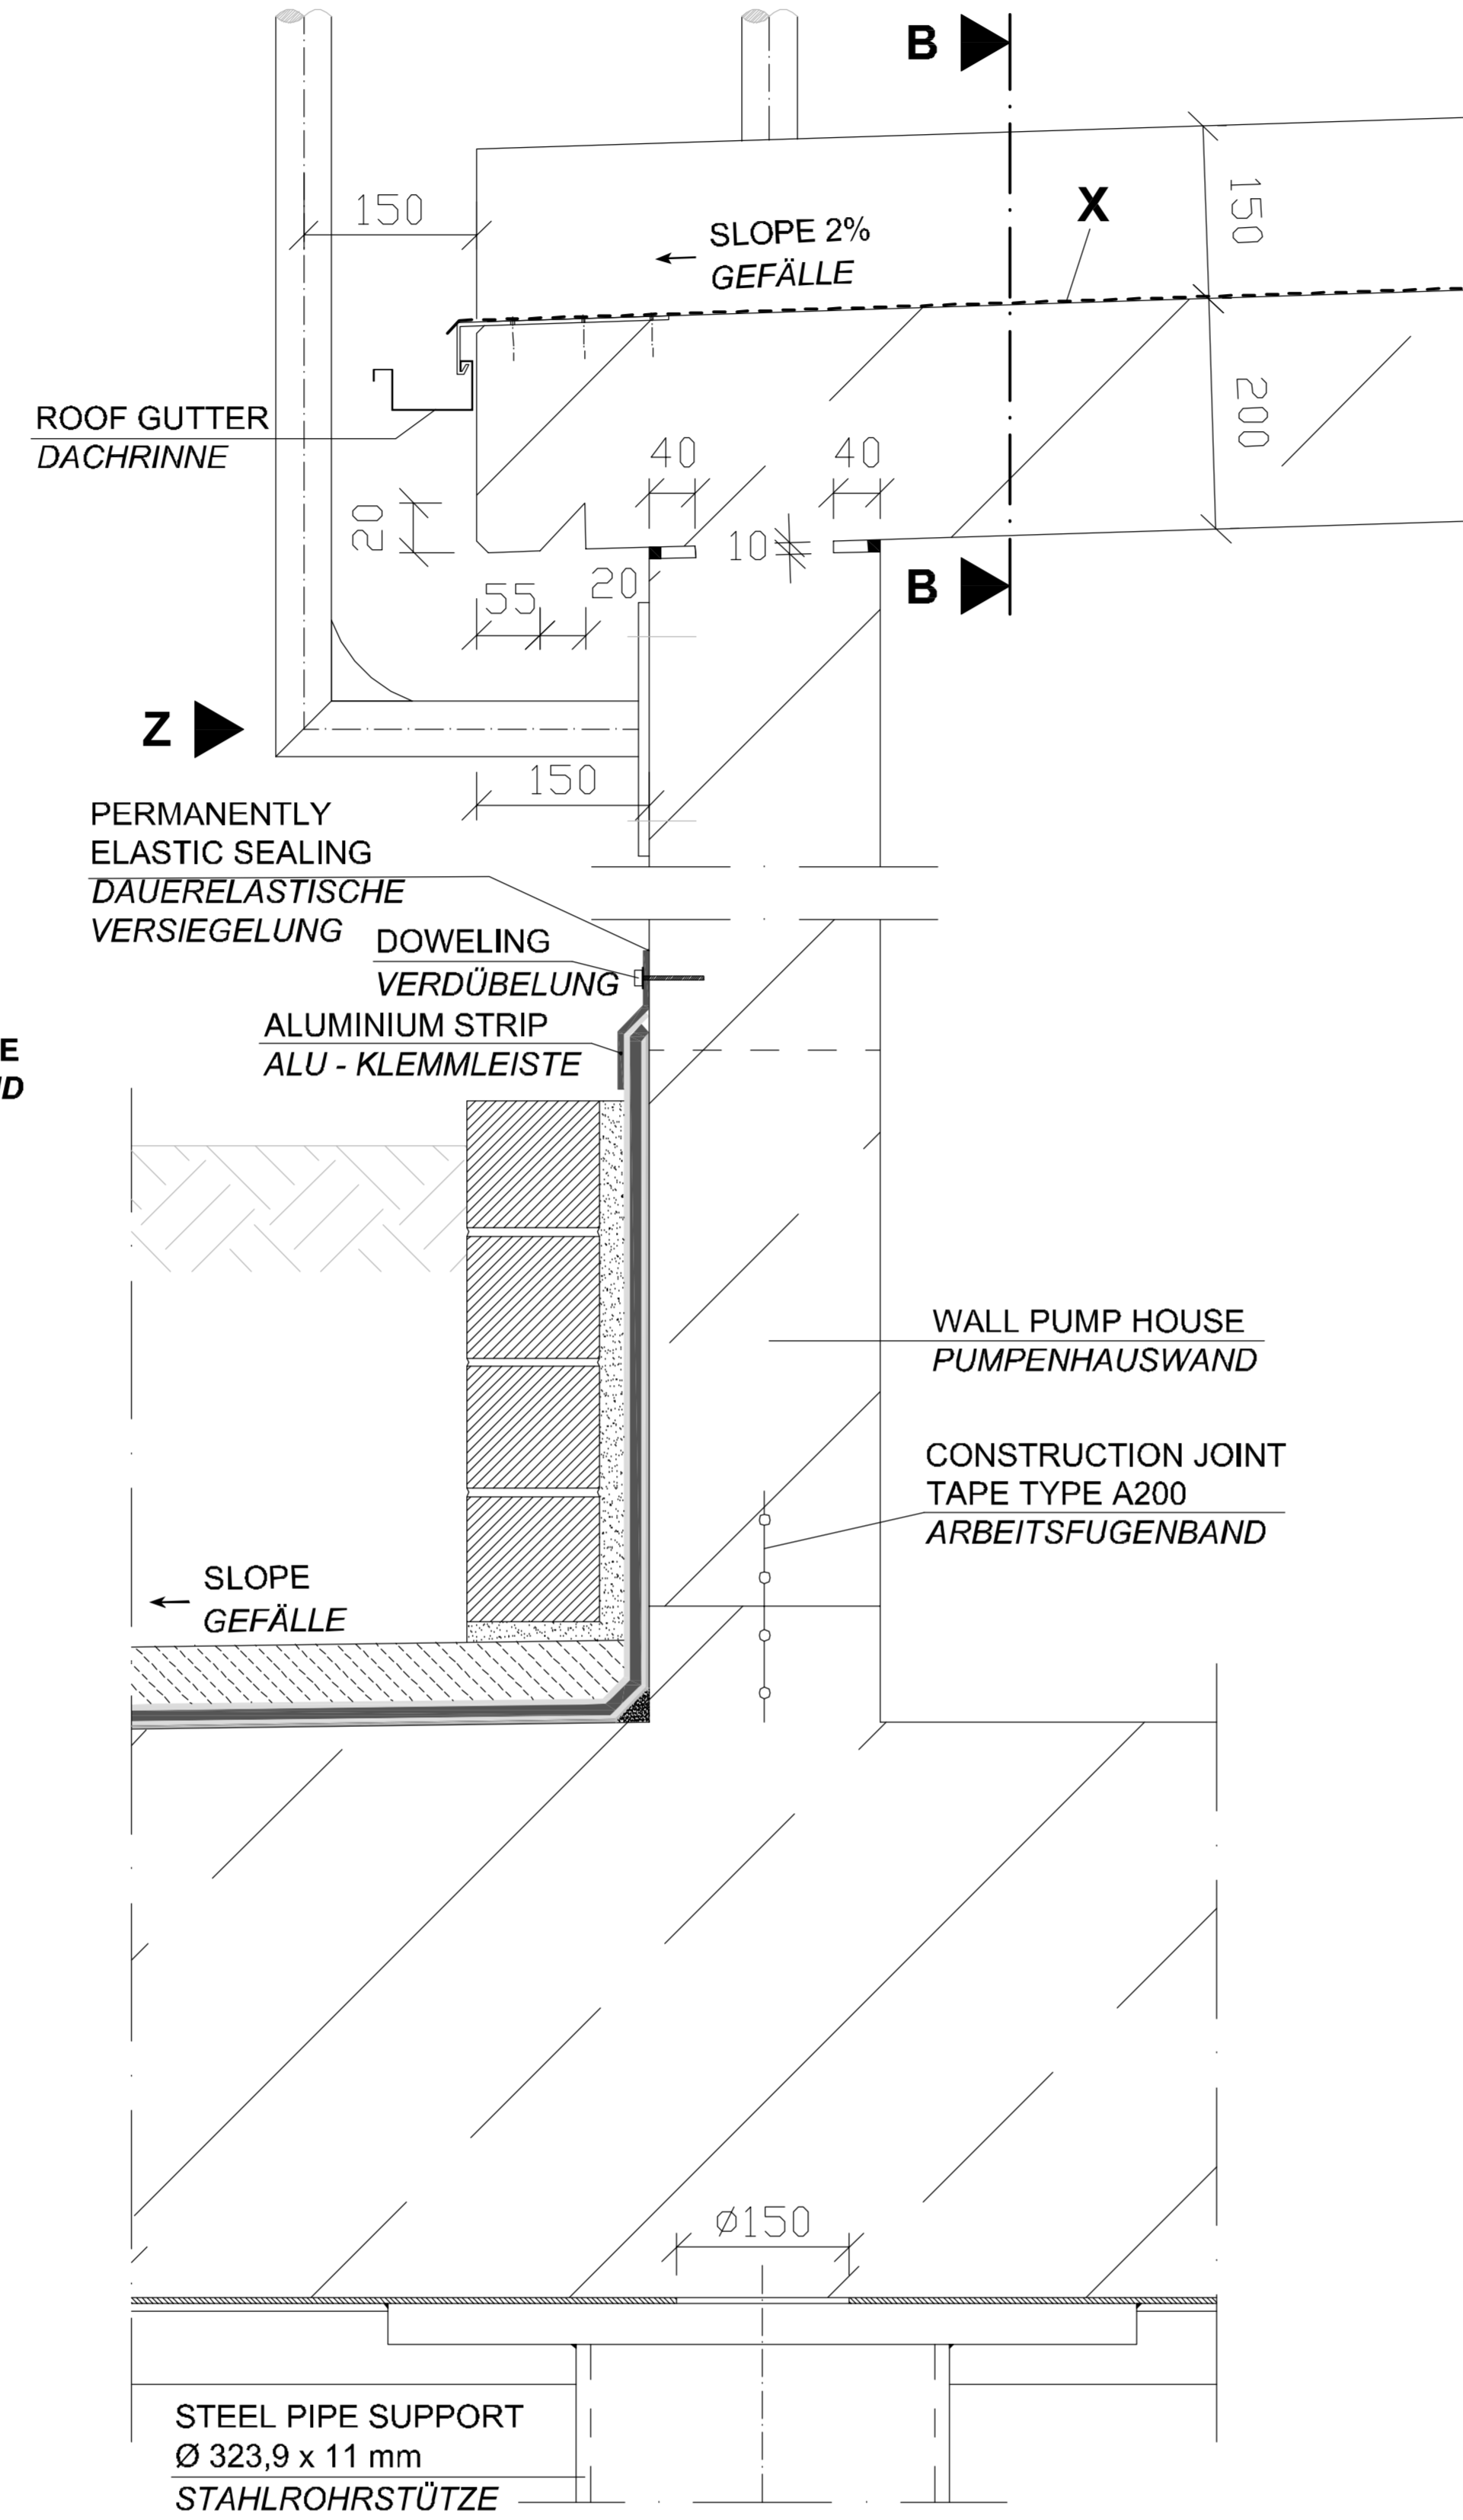 B
150
SLOPE 2%
GEFÄLLE
X
150
ROOF GUTTER
DACHRINNE
200
40
40
20
10
55
20
B
Z
150
PERMANENTLY
ELASTIC SEALING
DAUERELASTISCHE
VERSIEGELUNG
DOWELING
VERDÜBELUNG
ALUMINIUM STRIP
ALU - KLEMMLEISTE
E
D
WALL PUMP HOUSE
PUMPENHAUSWAND
CONSTRUCTION JOINT
TAPE TYPE A200
ARBEITSFUGENBAND
SLOPE
GEFÄLLE
Ø150
STEEL PIPE SUPPORT
Ø 323,9 x 11 mm
STAHLROHRSTÜTZE